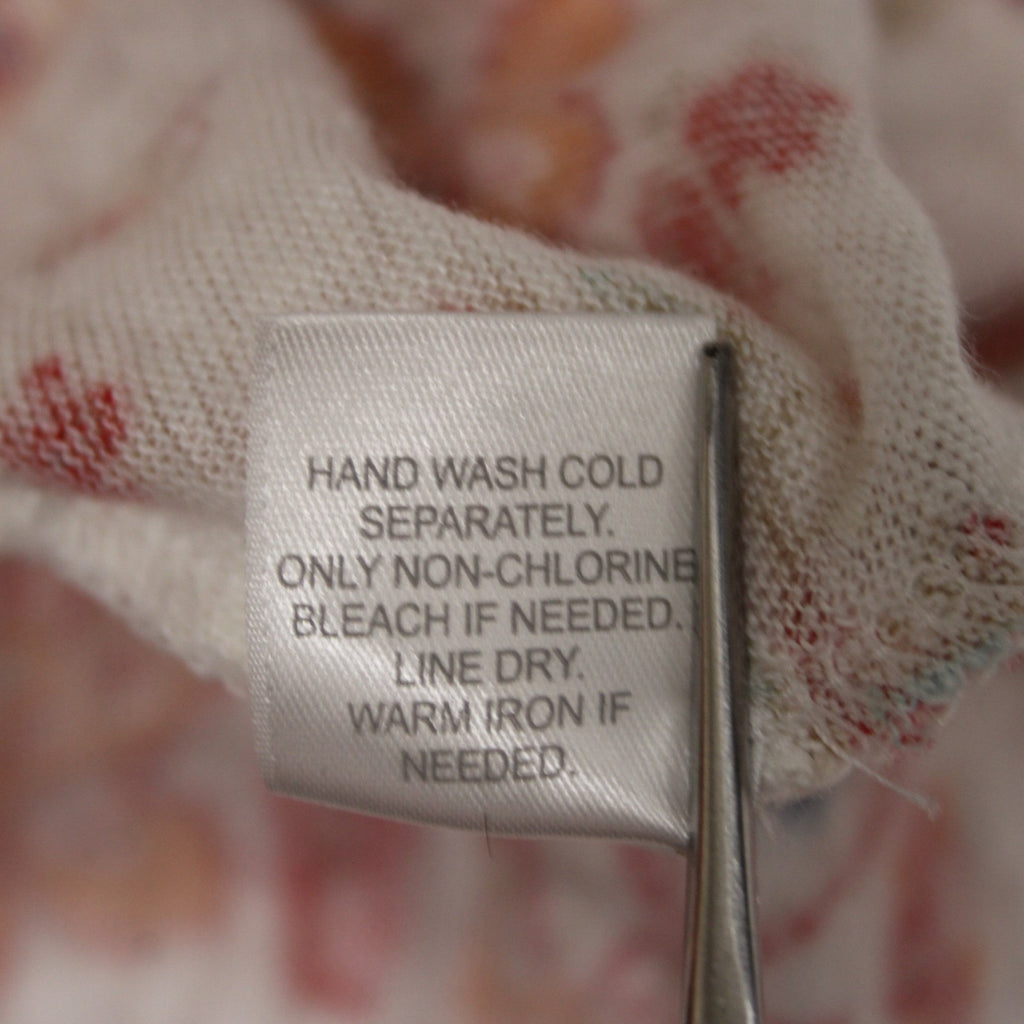 HAND WASH COLD
SEPARATELY.
ONLY NON-CHLORINE
BLEACH IF NEEDED.
LINE DRY.
WARM IRON IF
NEEDED.